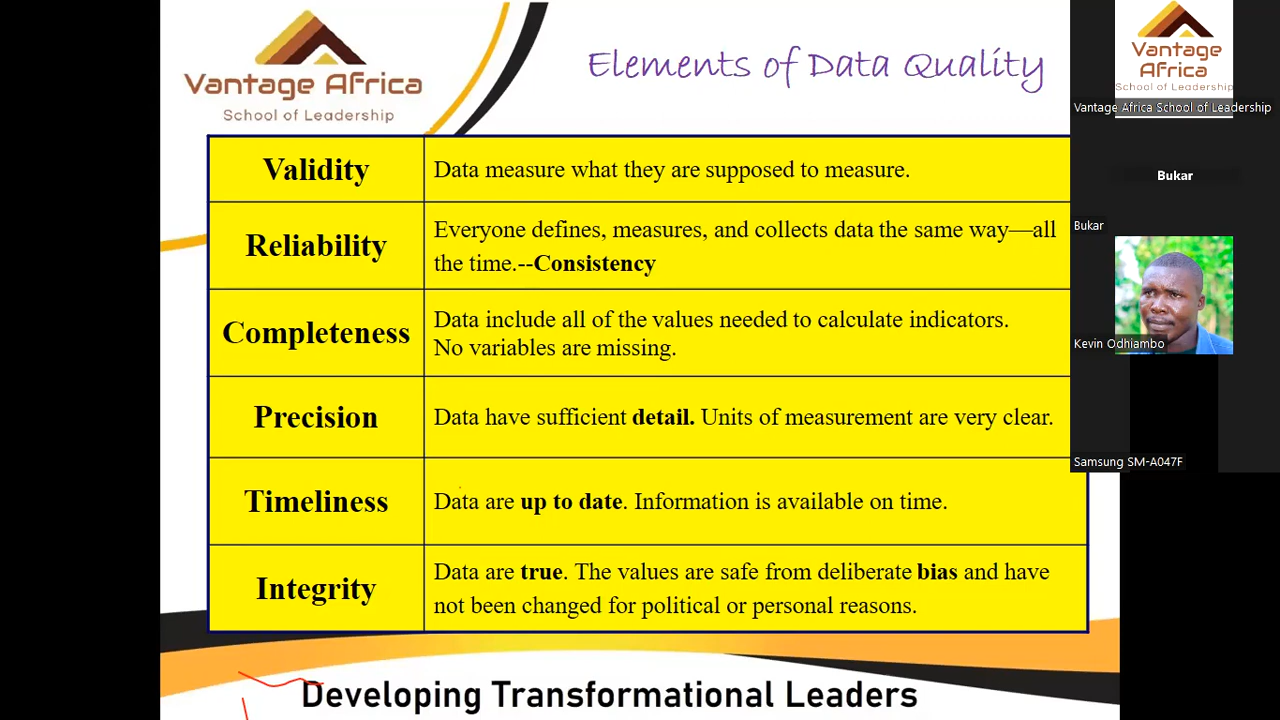 Vantage Africa
School of Leadership
Elements of Data Quality
Validity
Data measure what they are supposed to measure.
Reliability
Everyone defines, measures, and collects data the same way—all
the time.--Consistency
Completeness
Data include all of the values needed to calculate indicators.
No variables are missing.
Precision
Data have sufficient detail. Units of measurement are very clear.
Timeliness
Data are up to date. Information is available on time.
Integrity
Data are true. The values are safe from deliberate bias and have
not been changed for political or personal reasons.
Developing Transformational Leaders
Vantage
Africa
School of Leadership
Vantage Africa School of Leadership
Bukar
Bukar
Kevin Odhiambo
Samsung SM-A047F